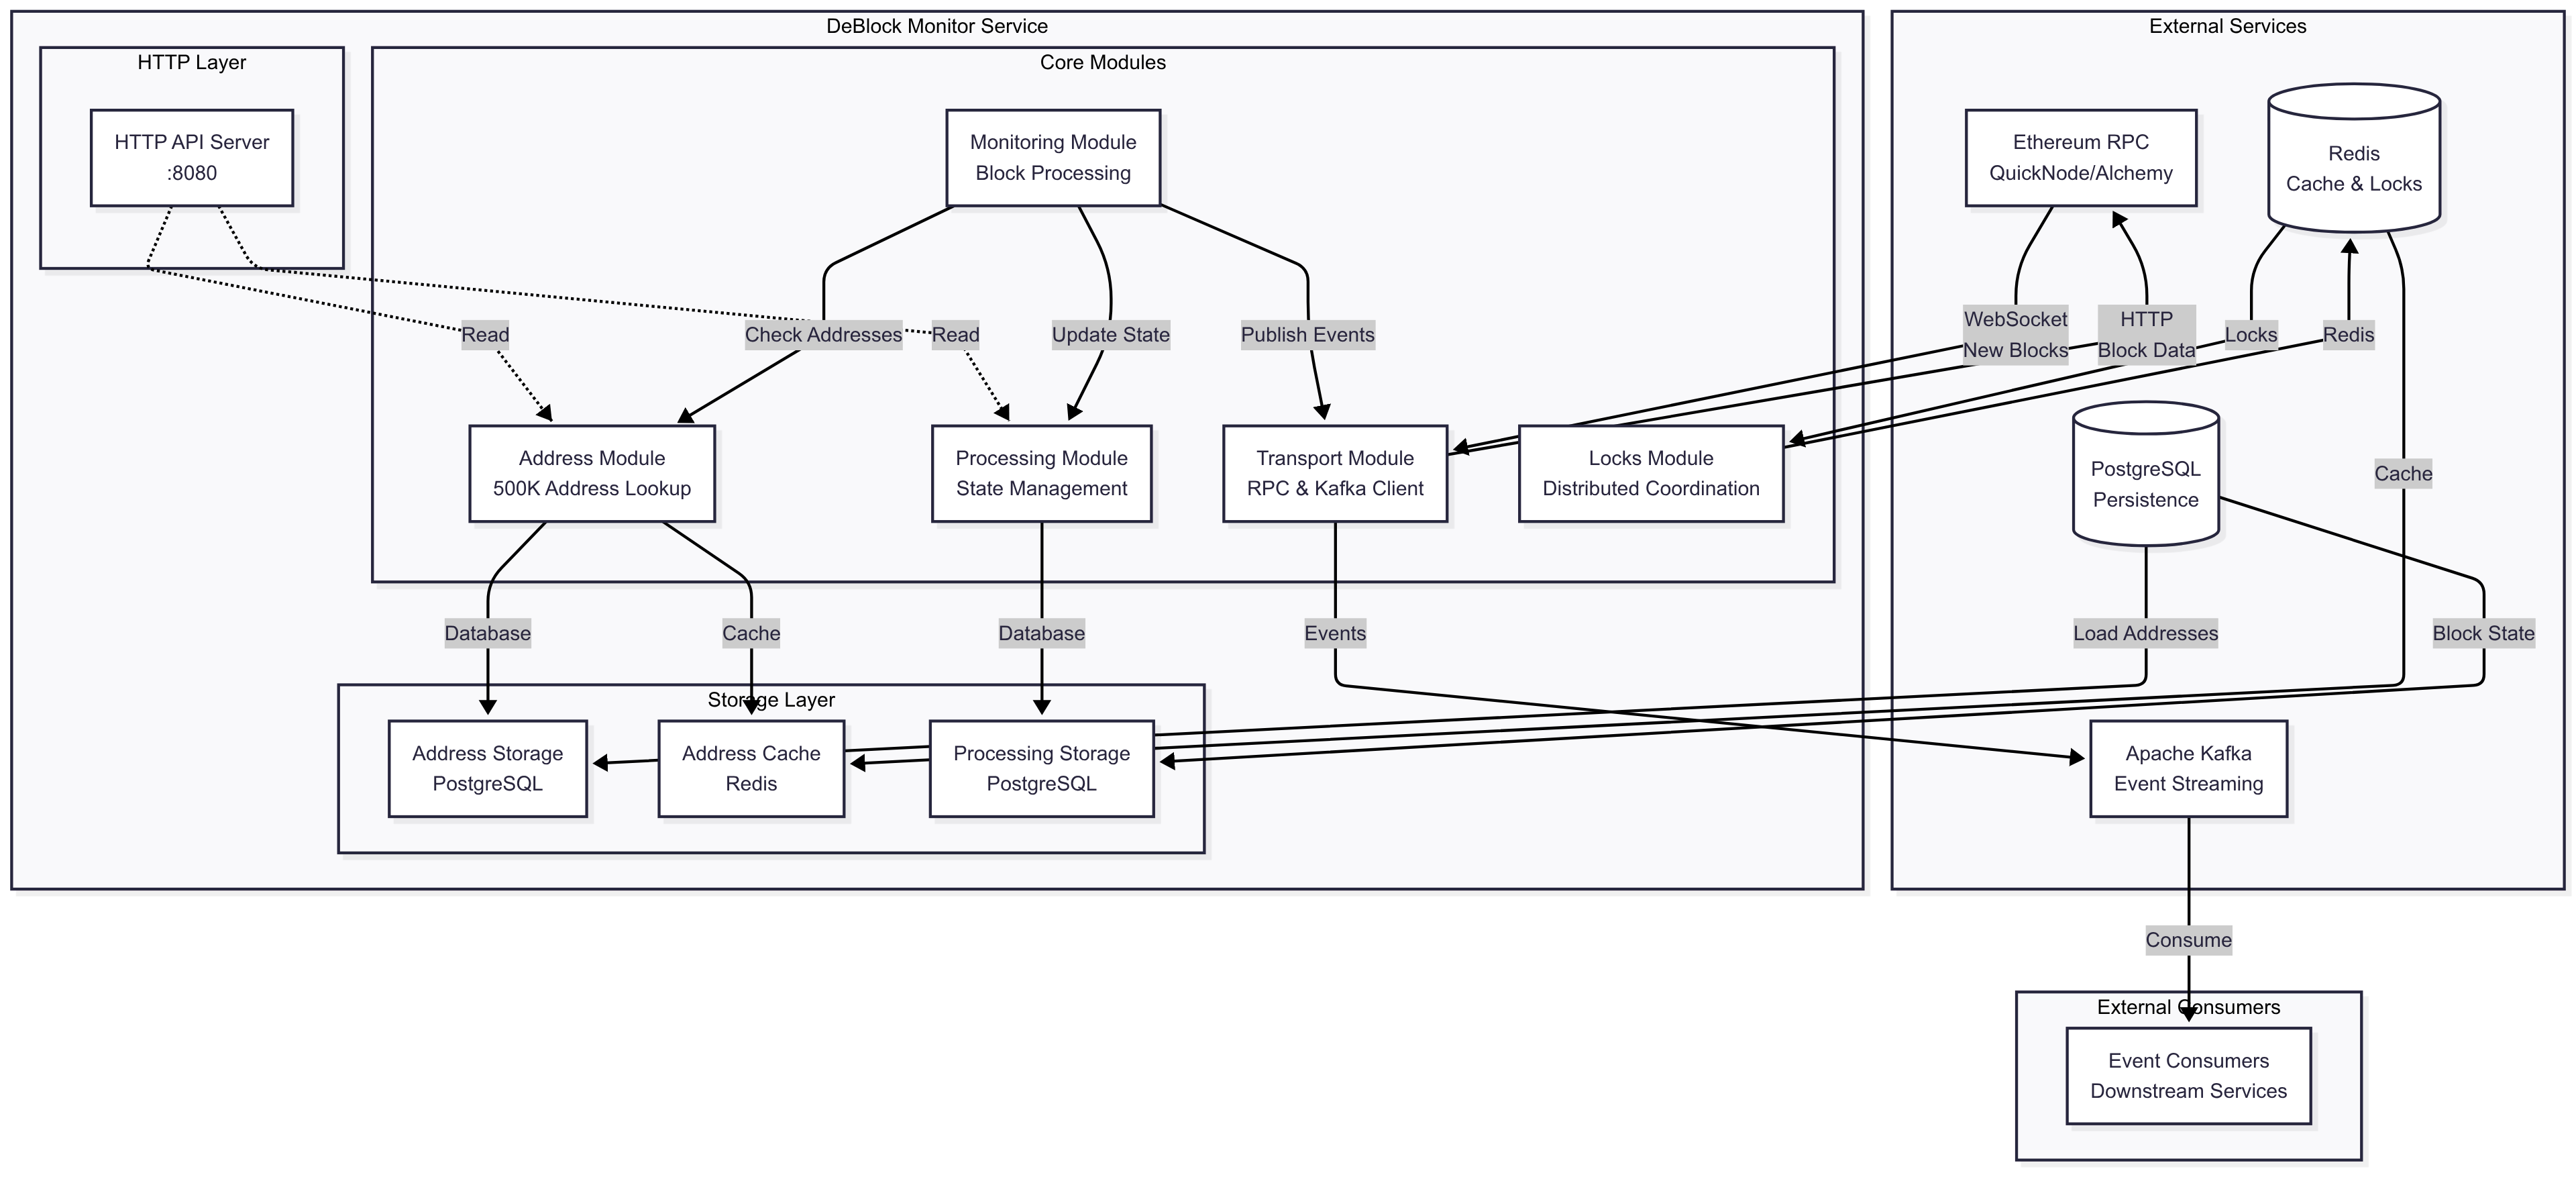 DeBlock Monitor Service
HTTP Layer
HTTP API Server
:8080
Core Modules
Monitoring Module
Block Processing
Read
Check Addresses
Read
Update State
Publish Events
Address Module
500K Address Lookup
Processing Module
State Management
Transport Module
RPC & Kafka Client
Locks Module
Distributed Coordination
Database
Cache
Database
Events
Storage Layer
Address Storage
PostgreSQL
Address Cache
Redis
Processing Storage
PostgreSQL
External Services
Ethereum RPC
QuickNode/Alchemy
Redis
Cache & Locks
WebSocket
New Blocks
HTTP
Block Data
Locks
Redis
PostgreSQL
Persistence
Cache
Load Addresses
Block State
Apache Kafka
Event Streaming
Consume
External Consumers
Event Consumers
Downstream Services